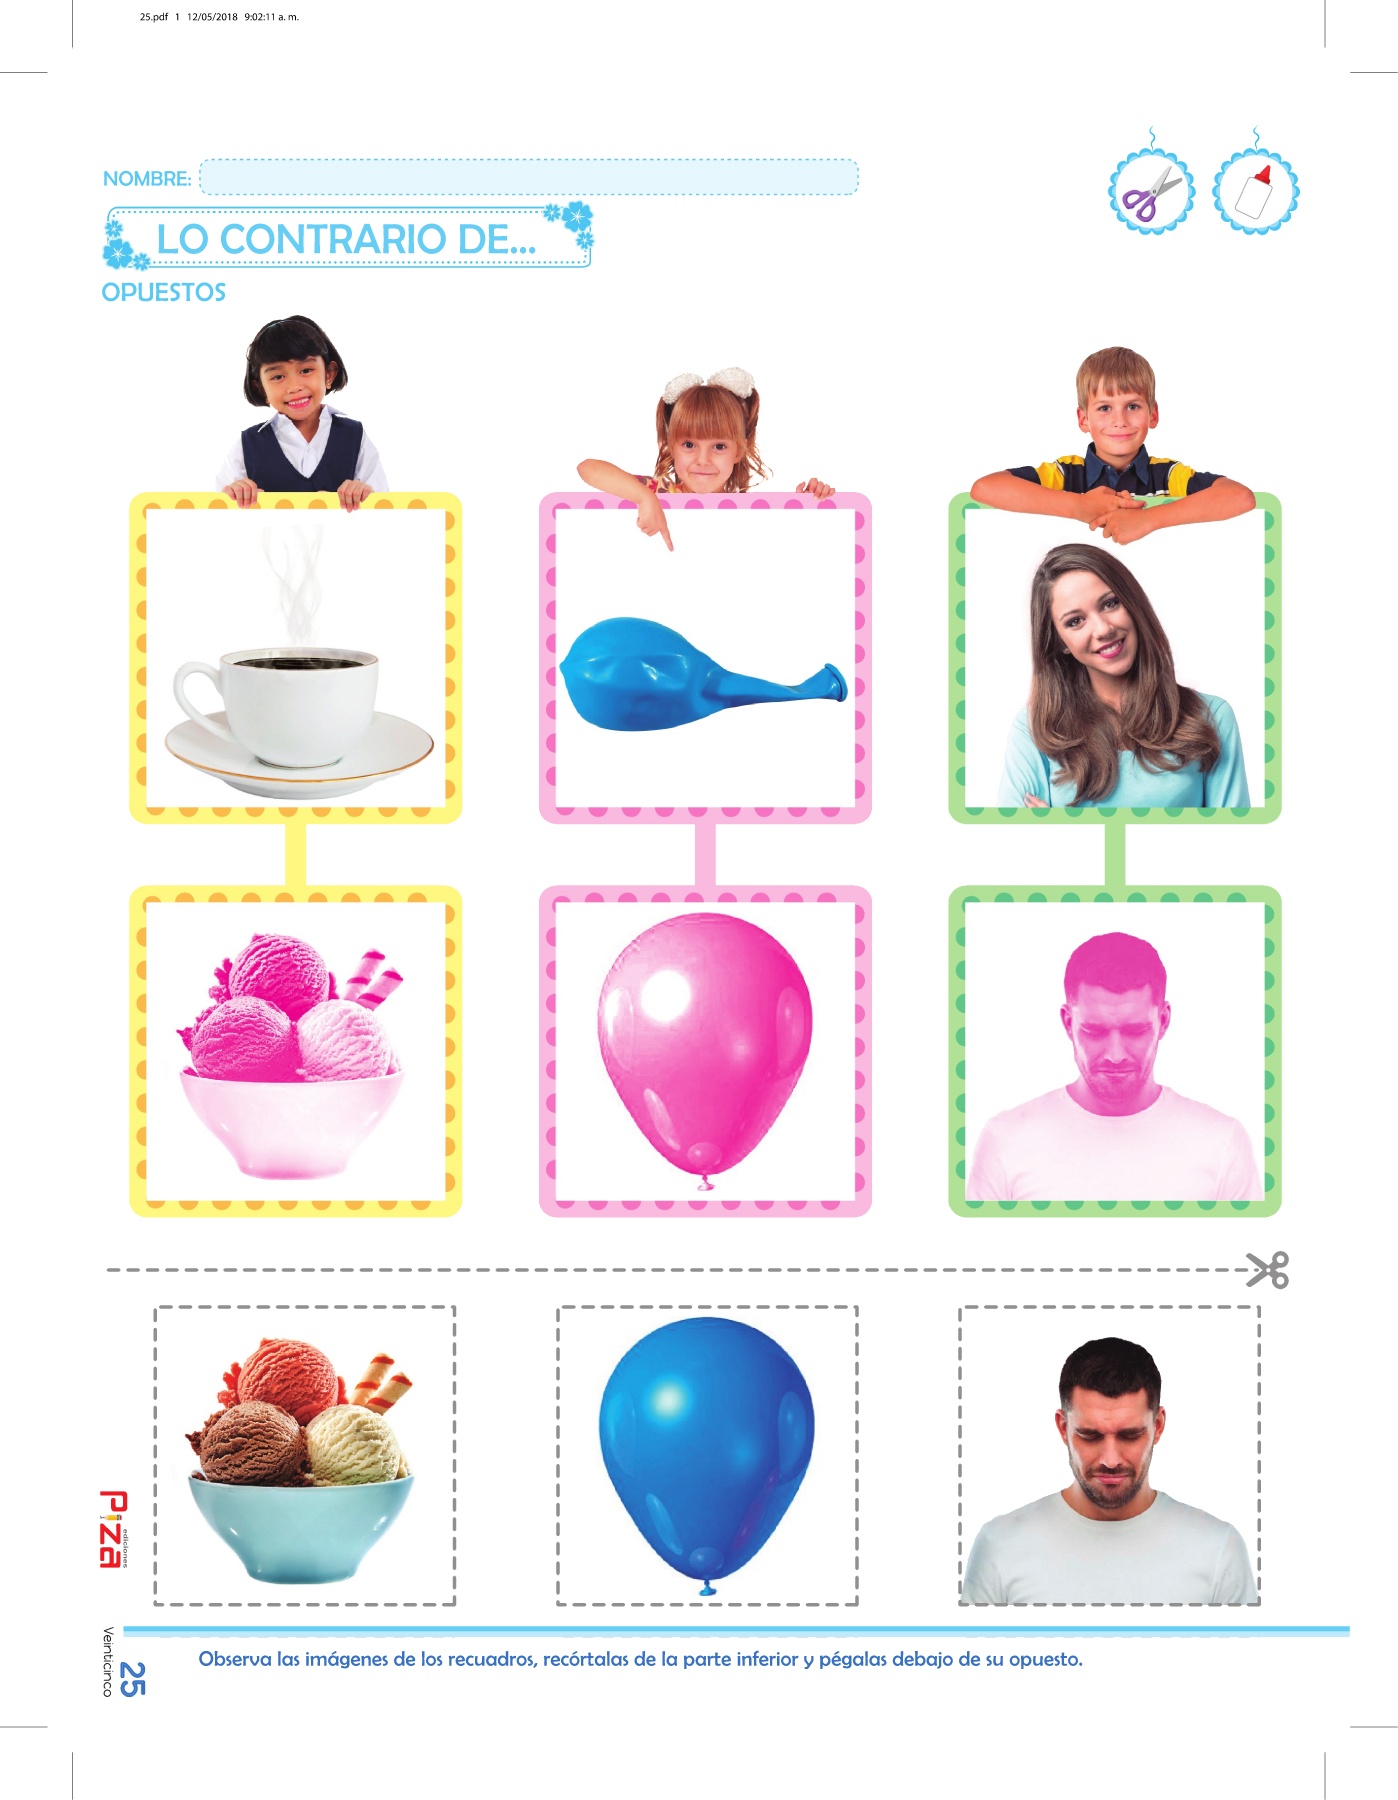 25.pdf 1 12/05/2018 9:02:11 a. m.
NOMBRE:
LO CONTRARIO DE...
OPUESTOS
Piza
ediciones
Veinticinco
25
Observa las imágenes de los recuadros, recórtalas de la parte inferior y pégalas debajo de su opuesto.